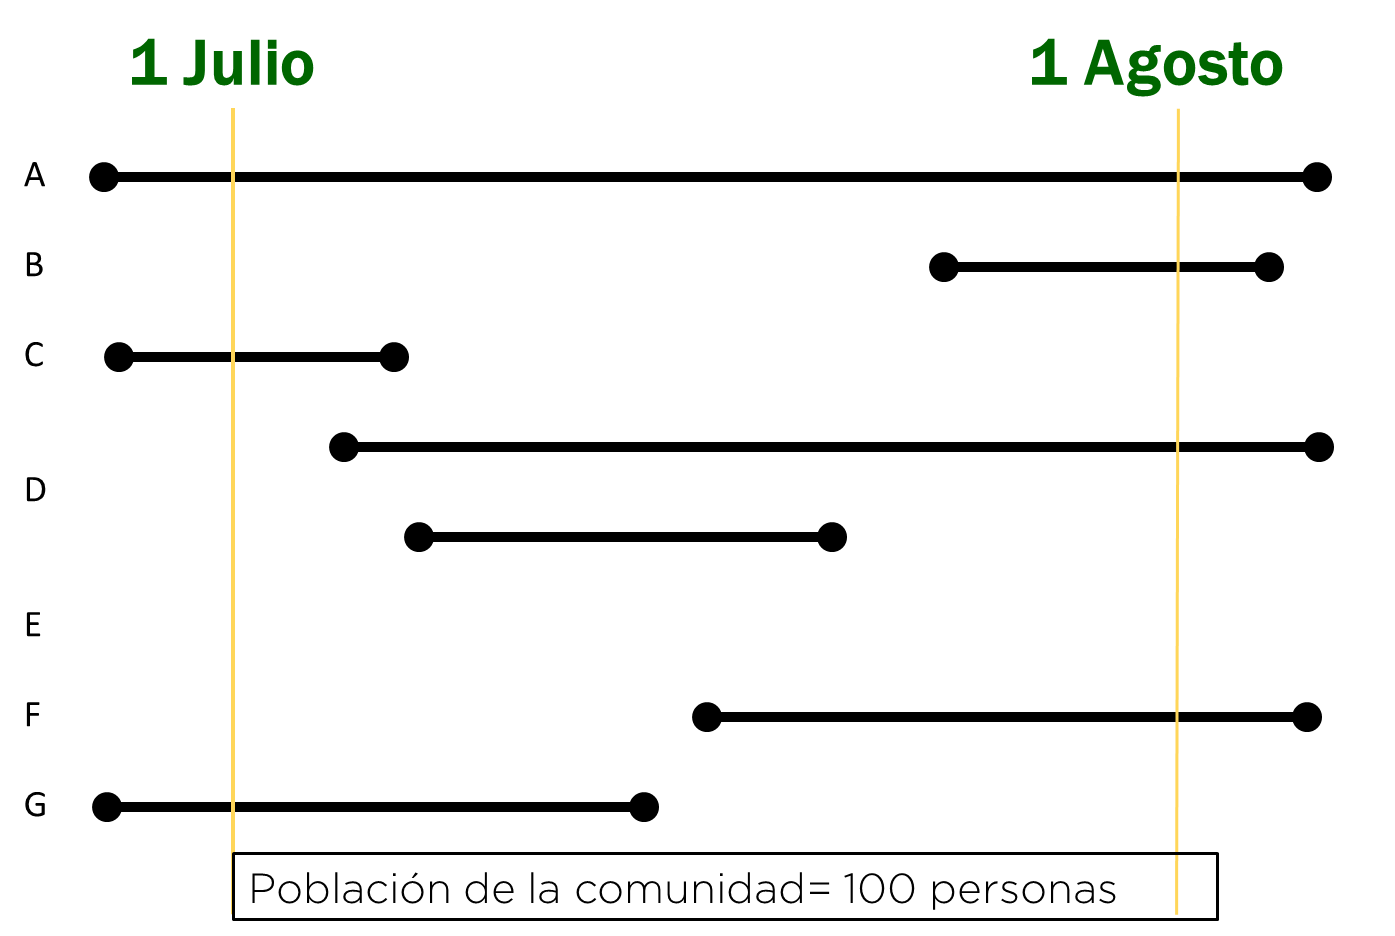 1 Julio
1 Agosto
A
B
C
D
E
F
G
Población de la comunidad= 100 personas